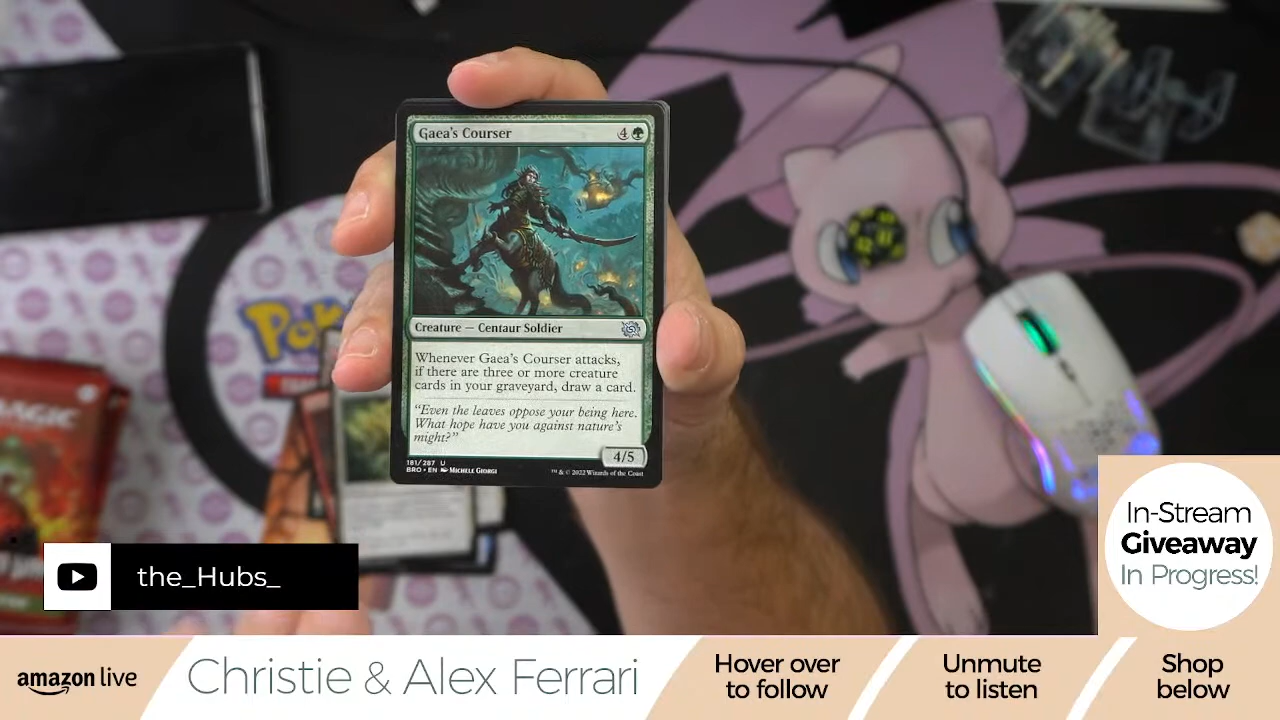 Gaea's Courser
4
Creature — Centaur Soldier
Whenever Gaea's Courser attacks,
if there are three or more creature
cards in your graveyard, draw a card.
“Even the leaves oppose your being here.
What hope have you against nature's
might?”
4/5
181/287 U
BRO • EN MICHELE GIORGI
™ & © 2022 Wizards of the Coast
MAGIC
the_Hubs_
In-Stream
Giveaway
In Progress!
amazon live
Christie & Alex Ferrari
Hover over
to follow
Unmute
to listen
Shop
below